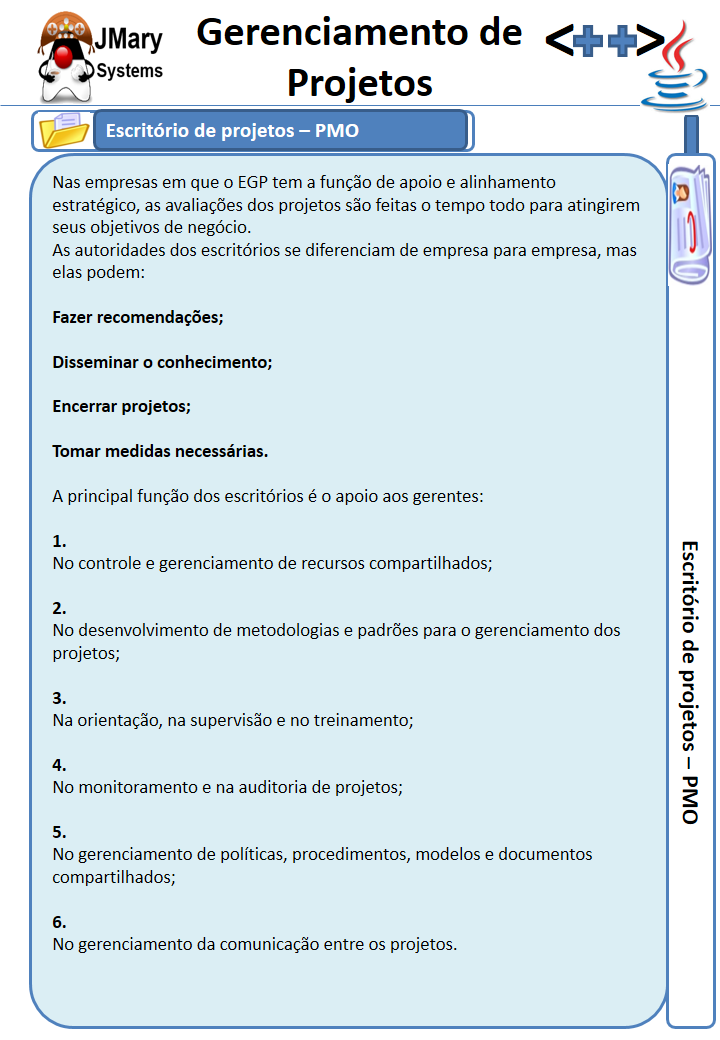 JMary
Systems
Gerenciamento de
Projetos
<++>
Escritório de projetos – PMO
Nas empresas em que o EGP tem a função de apoio e alinhamento
estratégico, as avaliações dos projetos são feitas o tempo todo para atingirem
seus objetivos de negócio.
As autoridades dos escritórios se diferenciam de empresa para empresa, mas
elas podem:
Fazer recomendações;
Disseminar o conhecimento;
Encerrar projetos;
Tomar medidas necessárias.
A principal função dos escritórios é o apoio aos gerentes:
1.
No controle e gerenciamento de recursos compartilhados;
2.
No desenvolvimento de metodologias e padrões para o gerenciamento dos
projetos;
3.
Na orientação, na supervisão e no treinamento;
4.
No monitoramento e na auditoria de projetos;
5.
No gerenciamento de políticas, procedimentos, modelos e documentos
compartilhados;
6.
No gerenciamento da comunicação entre os projetos.
Escritório de projetos – PMO